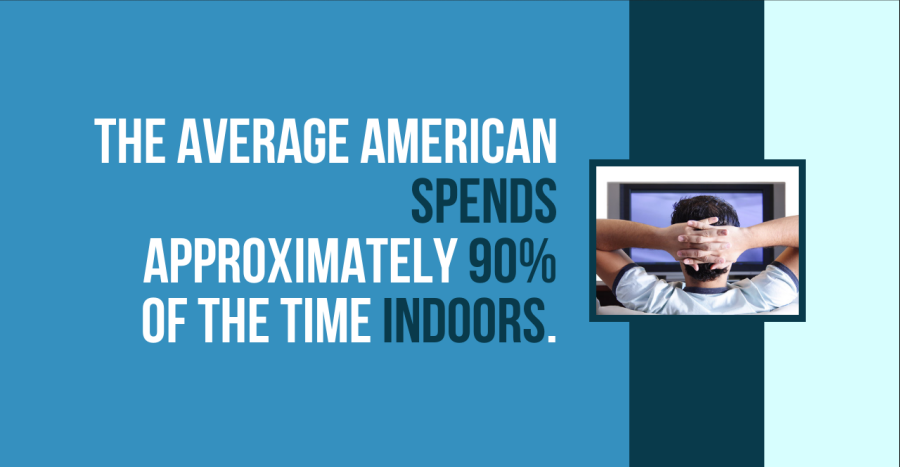 THE AVERAGE AMERICAN
SPENDS
APPROXIMATELY 90%
OF THE TIME INDOORS.